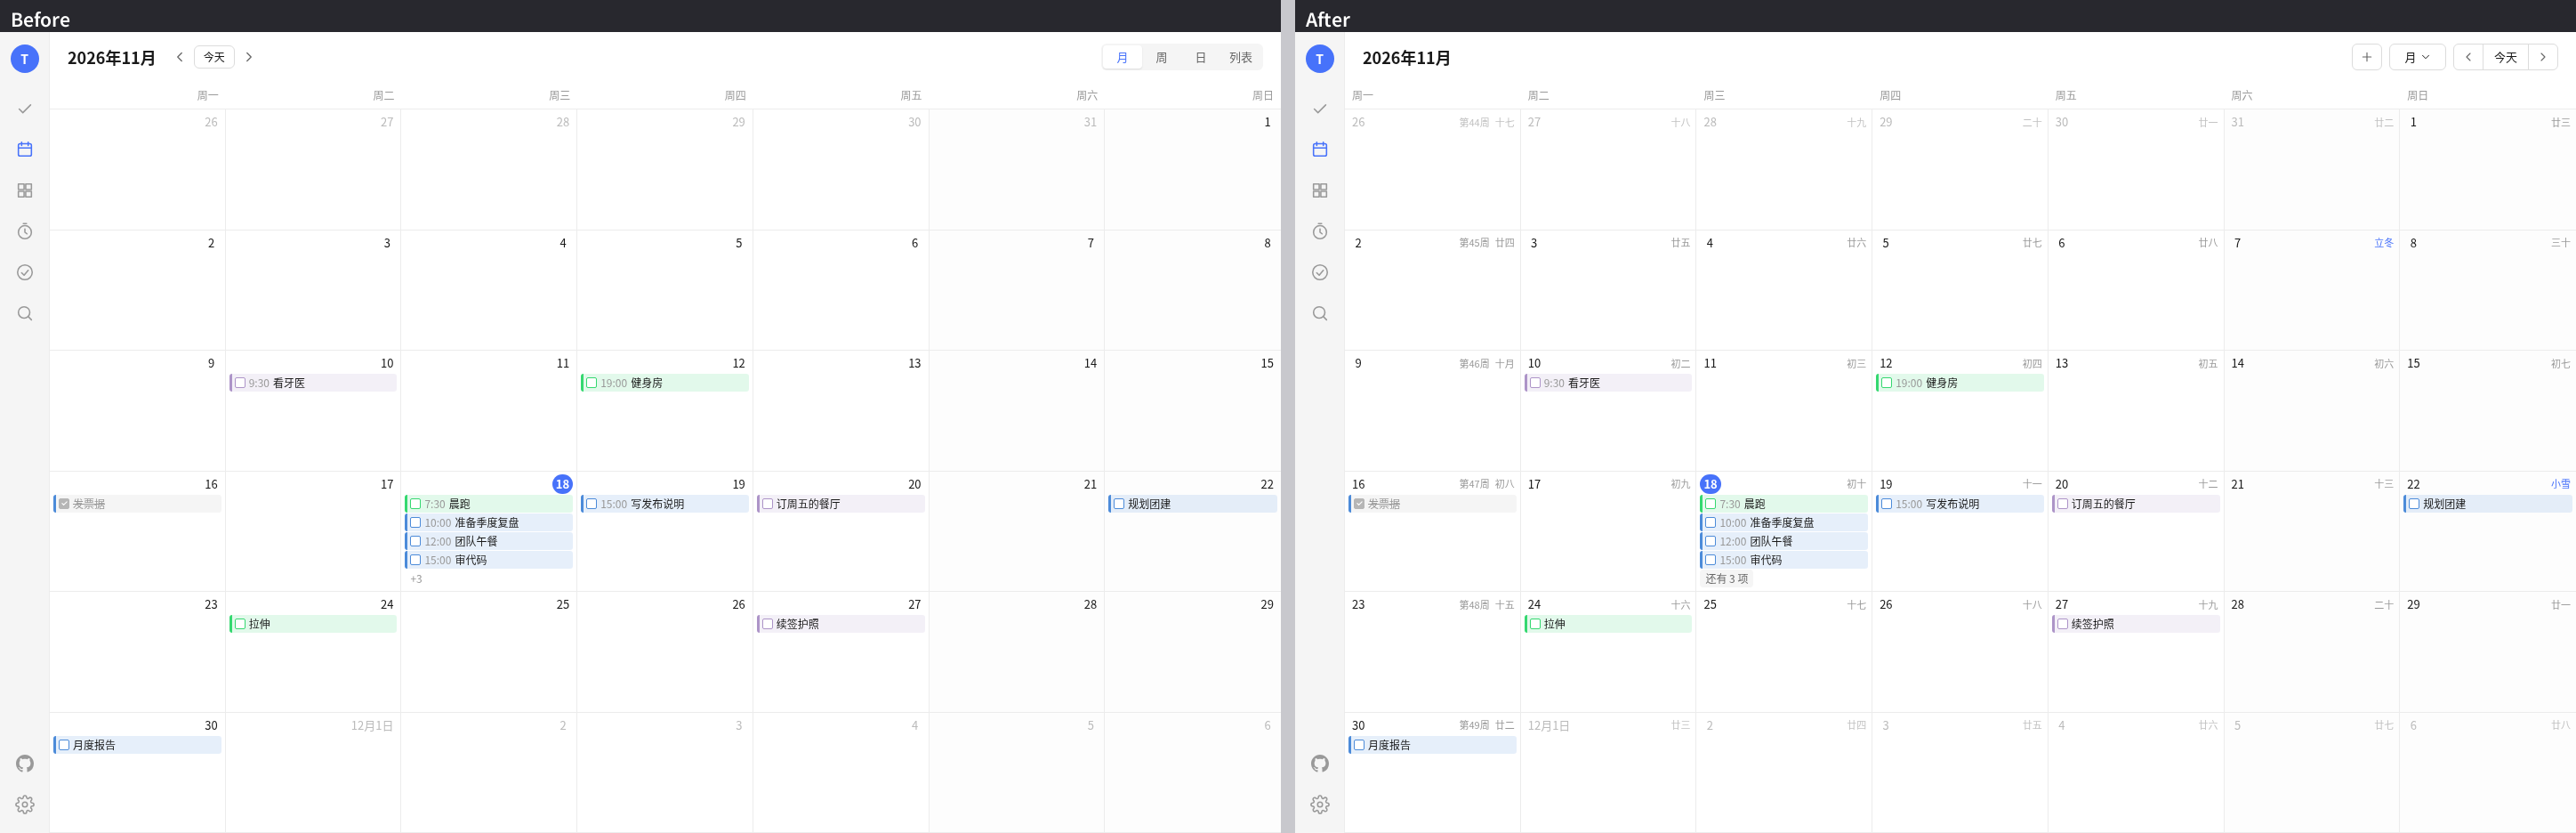 Before
T
2026年11月
今天
月 周 日 列表
周一 周二 周三 周四 周五 周六 周日
26 27 28 29 30 31 1
2 3 4 5 6 7 8
9 10 11 12 13 14 15
9:30 看牙医
19:00 健身房
16 17 18 19 20 21 22
发票据
7:30 晨跑
10:00 准备季度复盘
12:00 团队午餐
15:00 审代码
+3
15:00 写发布说明
订周五的餐厅
规划团建
23 24 25 26 27 28 29
拉伸
续签护照
30 12月1日 2 3 4 5 6
月度报告
After
T
2026年11月
月
今天
周一 周二 周三 周四 周五 周六 周日
26 第44周 十七 27 十八 28 十九 29 二十 30 廿一 31 廿二 1 廿三
2 第45周 廿四 3 廿五 4 廿六 5 廿七 6 廿八 7 立冬 8 三十
9 第46周 十月 10 初二 11 初三 12 初四 13 初五 14 初六 15 初七
9:30 看牙医
19:00 健身房
16 第47周 初八 17 初九 18 初十 19 十一 20 十二 21 十三 22 小雪
发票据
7:30 晨跑
10:00 准备季度复盘
12:00 团队午餐
15:00 审代码
还有 3 项
15:00 写发布说明
订周五的餐厅
规划团建
23 第48周 十五 24 十六 25 十七 26 十八 27 十九 28 二十 29 廿一
拉伸
续签护照
30 第49周 廿二 12月1日 廿三 2 廿四 3 廿五 4 廿六 5 廿七 6 廿八
月度报告